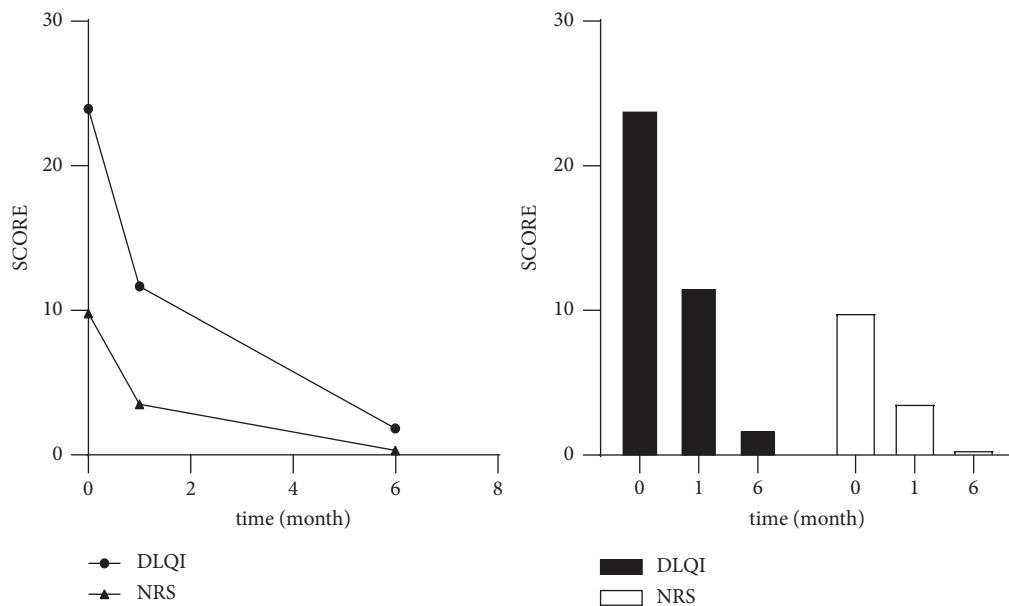 30
20
10
0
SCORE
0 2 4 6 8
time (month)
DLQI
NRS
30
20
10
0
SCORE
0 1 6 0 1 6
time (month)
DLQI
NRS